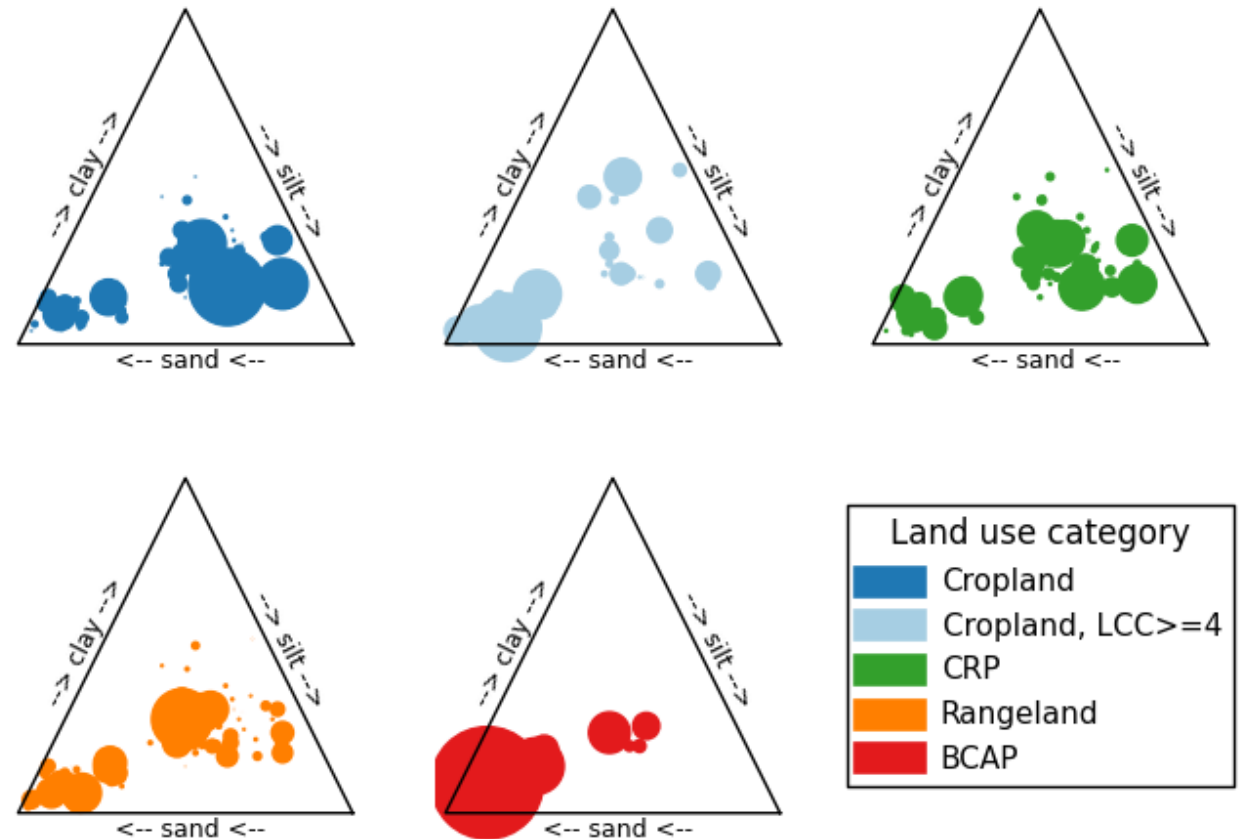 --> clay -->
--> silt -->
<-- sand <--
--> clay -->
--> silt -->
<-- sand <--
--> clay -->
--> silt -->
<-- sand <--
--> clay -->
--> silt -->
<-- sand <--
--> clay -->
--> silt -->
<-- sand <--
Land use category
Cropland
Cropland, LCC>=4
CRP
Rangeland
BCAP